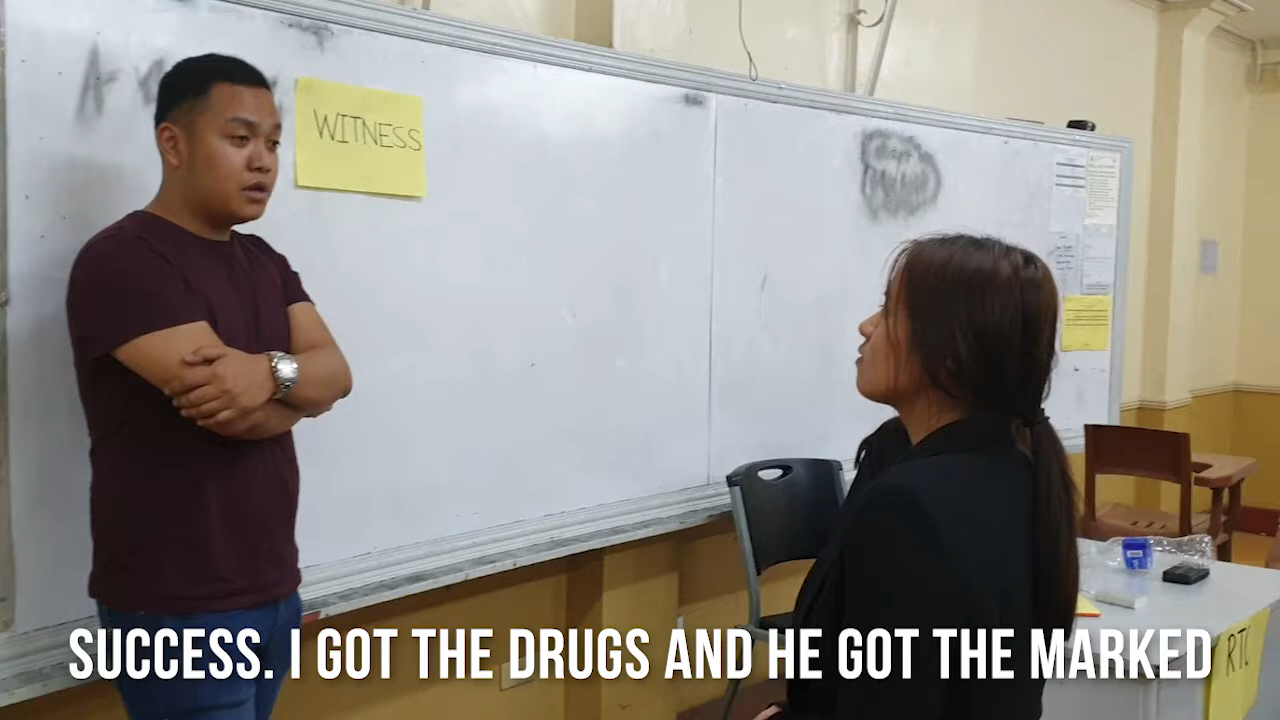 WITNESS
RTC
SUCCESS. I GOT THE DRUGS AND HE GOT THE MARKED